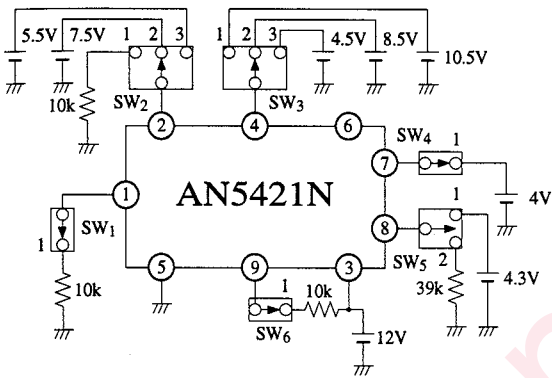 5.5V 7.5V 1 2 3 1 2 3 4.5V 8.5V 10.5V
10k SW2 SW3
2 4 6 SW4 1
7
1 AN5421N 4V
1 SW1 8 1
SW5 2
5 9 3
10k 1 10k 39k 4.3V
SW6 12V